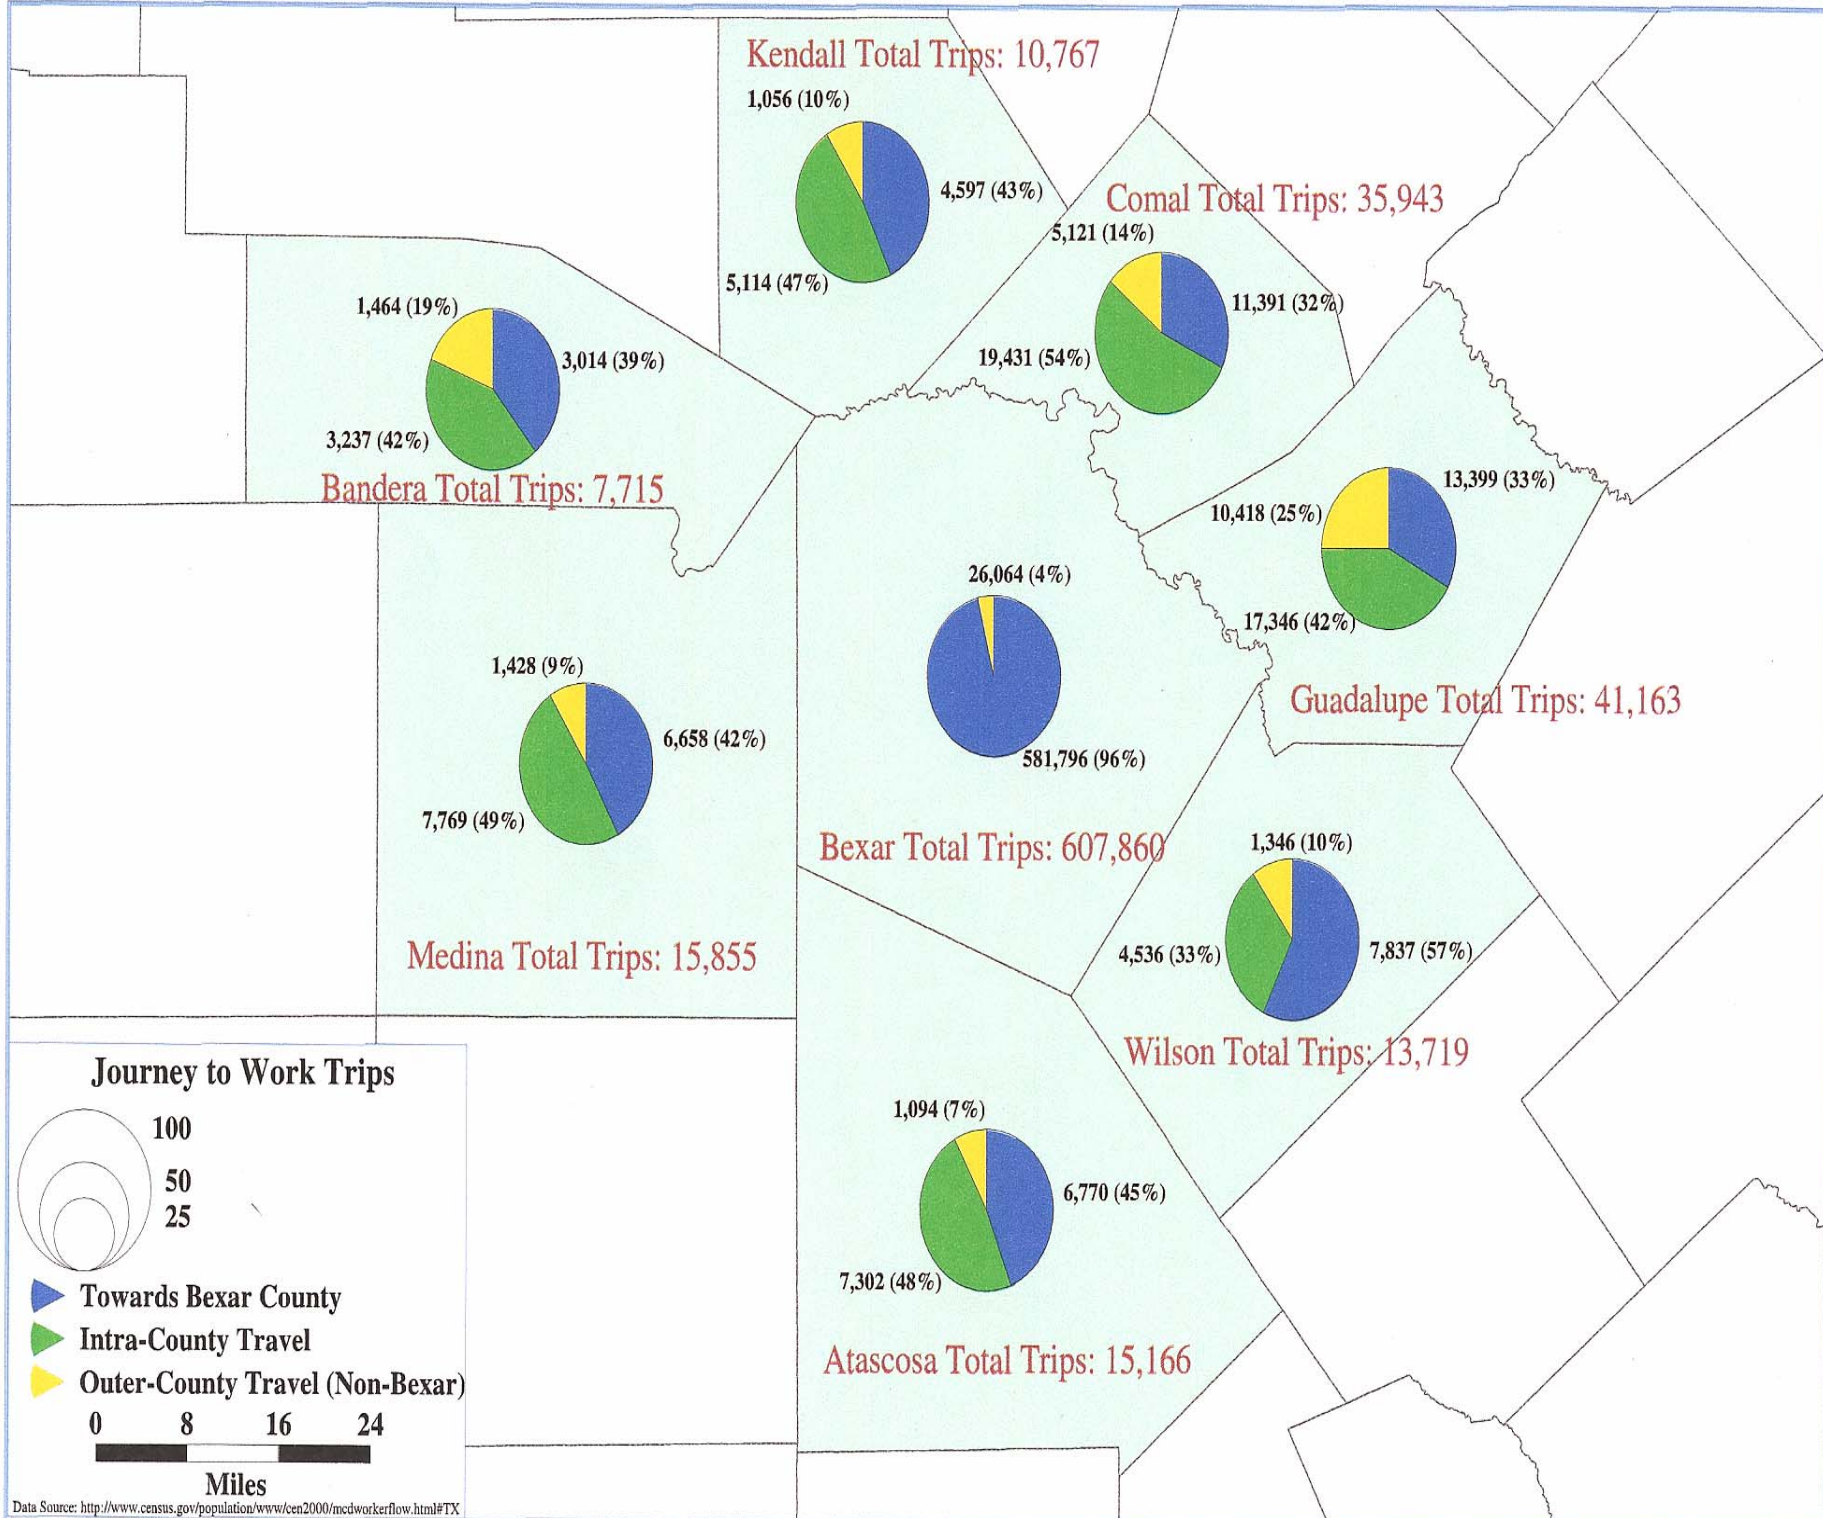 Kendall Total Trips: 10,767
1,056 (10%)
4,597 (43%)
5,114 (47%)
Comal Total Trips: 35,943
5,121 (14%)
11,391 (32%)
19,431 (54%)
1,464 (19%)
3,014 (39%)
3,237 (42%)
Bandera Total Trips: 7,715
13,399 (33%)
10,418 (25%)
17,346 (42%)
Guadalupe Total Trips: 41,163
26,064 (4%)
581,796 (96%)
Bexar Total Trips: 607,860
1,428 (9%)
6,658 (42%)
7,769 (49%)
Medina Total Trips: 15,855
1,346 (10%)
4,536 (33%)
7,837 (57%)
Wilson Total Trips: 13,719
1,094 (7%)
6,770 (45%)
7,302 (48%)
Atascosa Total Trips: 15,166
Journey to Work Trips
100
50
25
Towards Bexar County
Intra-County Travel
Outer-County Travel (Non-Bexar)
0 8 16 24
Miles
Data Source: http://www.census.gov/population/www/cen2000/mcdworkerflow.html#TX